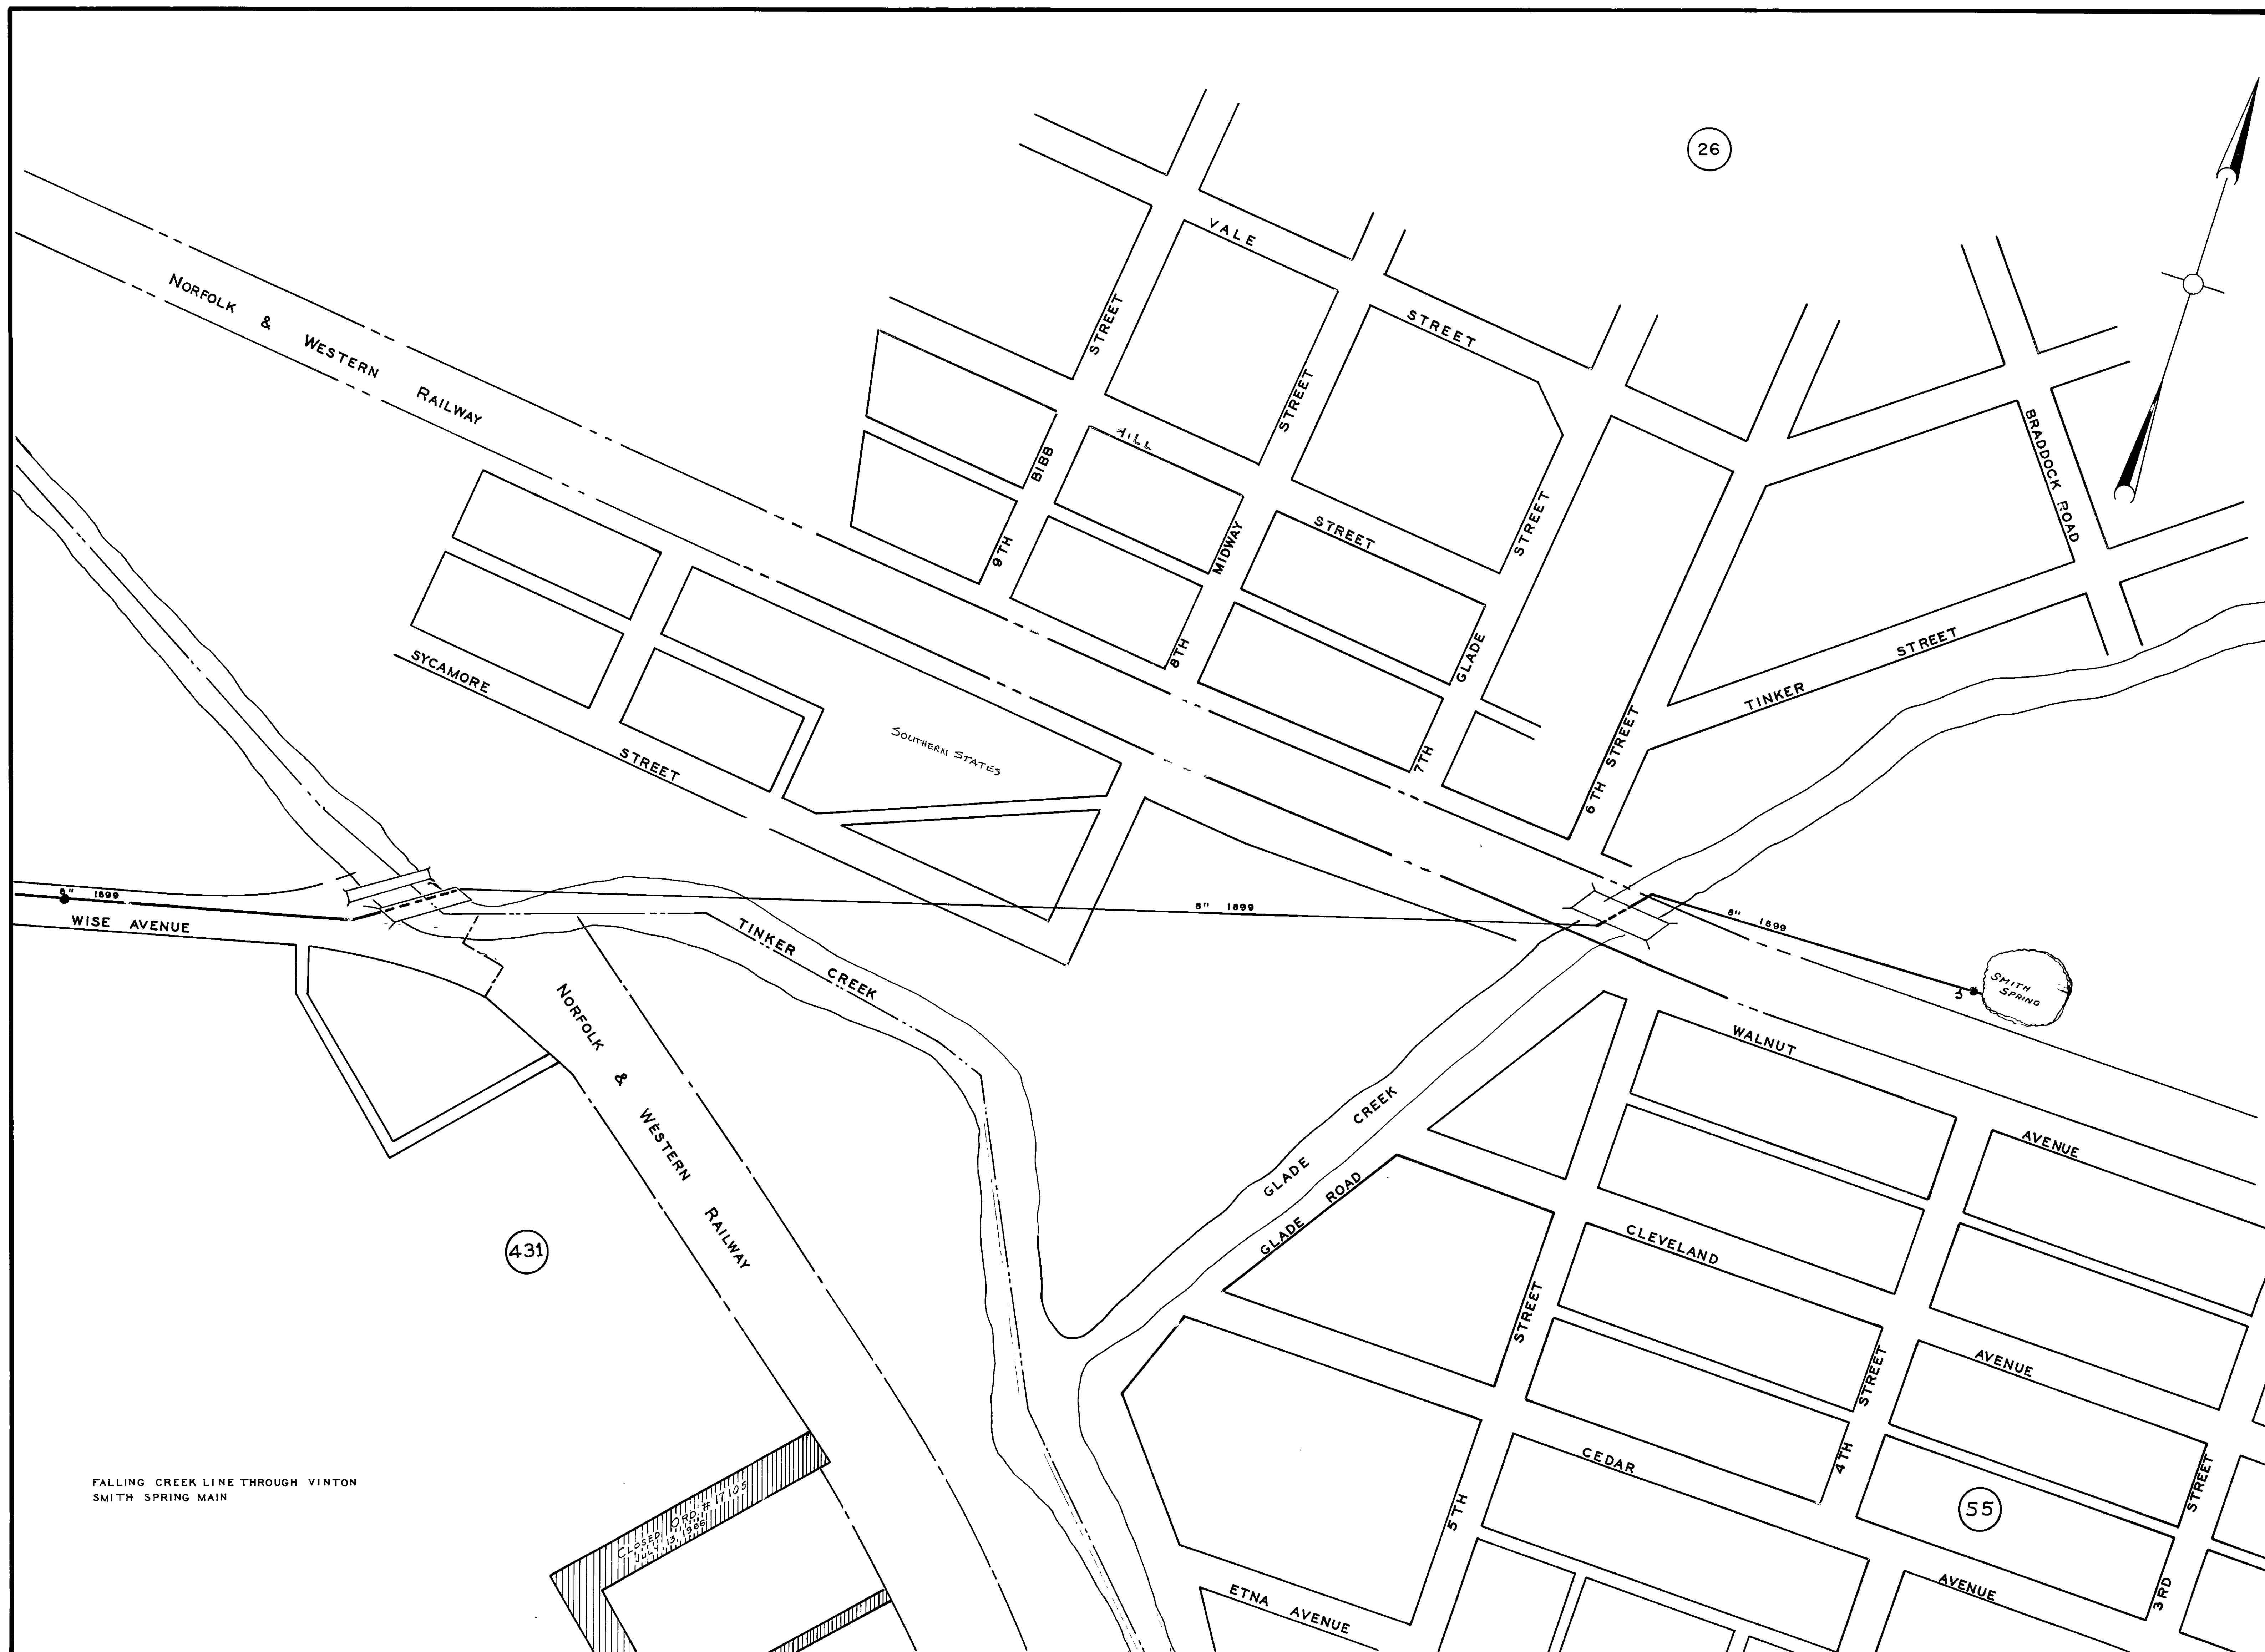 26
VALE
STREET
NORFOLK & WESTERN RAILWAY
STREET
STREET
BIBB
9TH
HILL
STREET
MIDWAY
8TH
STREET
GLADE
7TH
BRADDOCK ROAD
6TH STREET
TINKER STREET
SYCAMORE
STREET
SOUTHERN STATES
8" 1899
WISE AVENUE
8" 1899
8" 1899
SMITH
SPRING
TINKER CREEK
NORFOLK & WESTERN RAILWAY
WALNUT
AVENUE
GLADE CREEK
GLADE ROAD
431
CLEVELAND
AVENUE
STREET
5TH
STREET
4TH
CEDAR
AVENUE
55
STREET
3RD
ETNA AVENUE
FALLING CREEK LINE THROUGH VINTON
SMITH SPRING MAIN
CLOSED ORD. # 17105
JULY 13, 1966